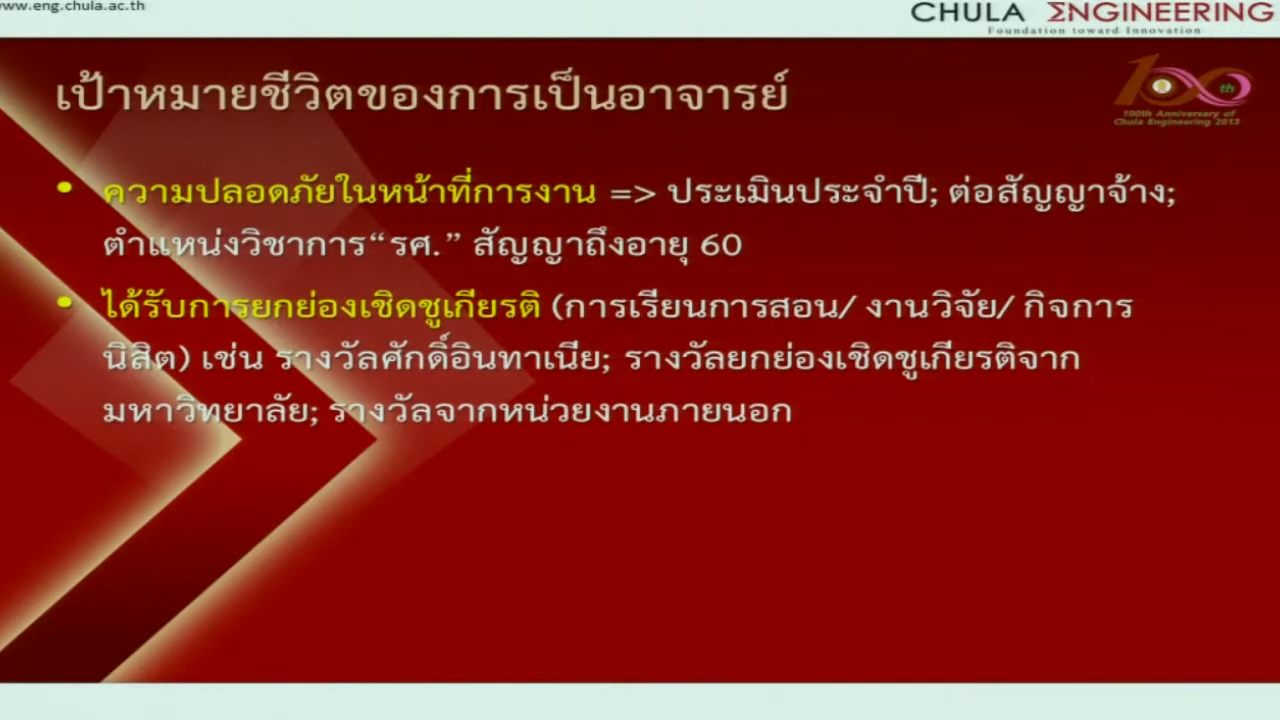 www.eng.chula.ac.th
CHULA ΣNGINEERING
Foundation toward Innovation
100th
100th Anniversary of
Chula Engineering 2013
เป้าหมายชีวิตของการเป็นอาจารย์
• ความปลอดภัยในหน้าที่การงาน => ประเมินประจำปี; ต่อสัญญาจ้าง;
ตำแหน่งวิชาการ“รศ.” สัญญาถึงอายุ 60
• ได้รับการยกย่องเชิดชูเกียรติ (การเรียนการสอน/ งานวิจัย/ กิจการ
นิสิต) เช่น รางวัลศักดิ์อินทาเนีย; รางวัลยกย่องเชิดชูเกียรติจาก
มหาวิทยาลัย; รางวัลจากหน่วยงานภายนอก